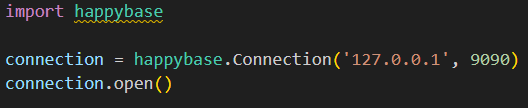 import happybase
connection = happybase.Connection('127.0.0.1', 9090)
connection.open()